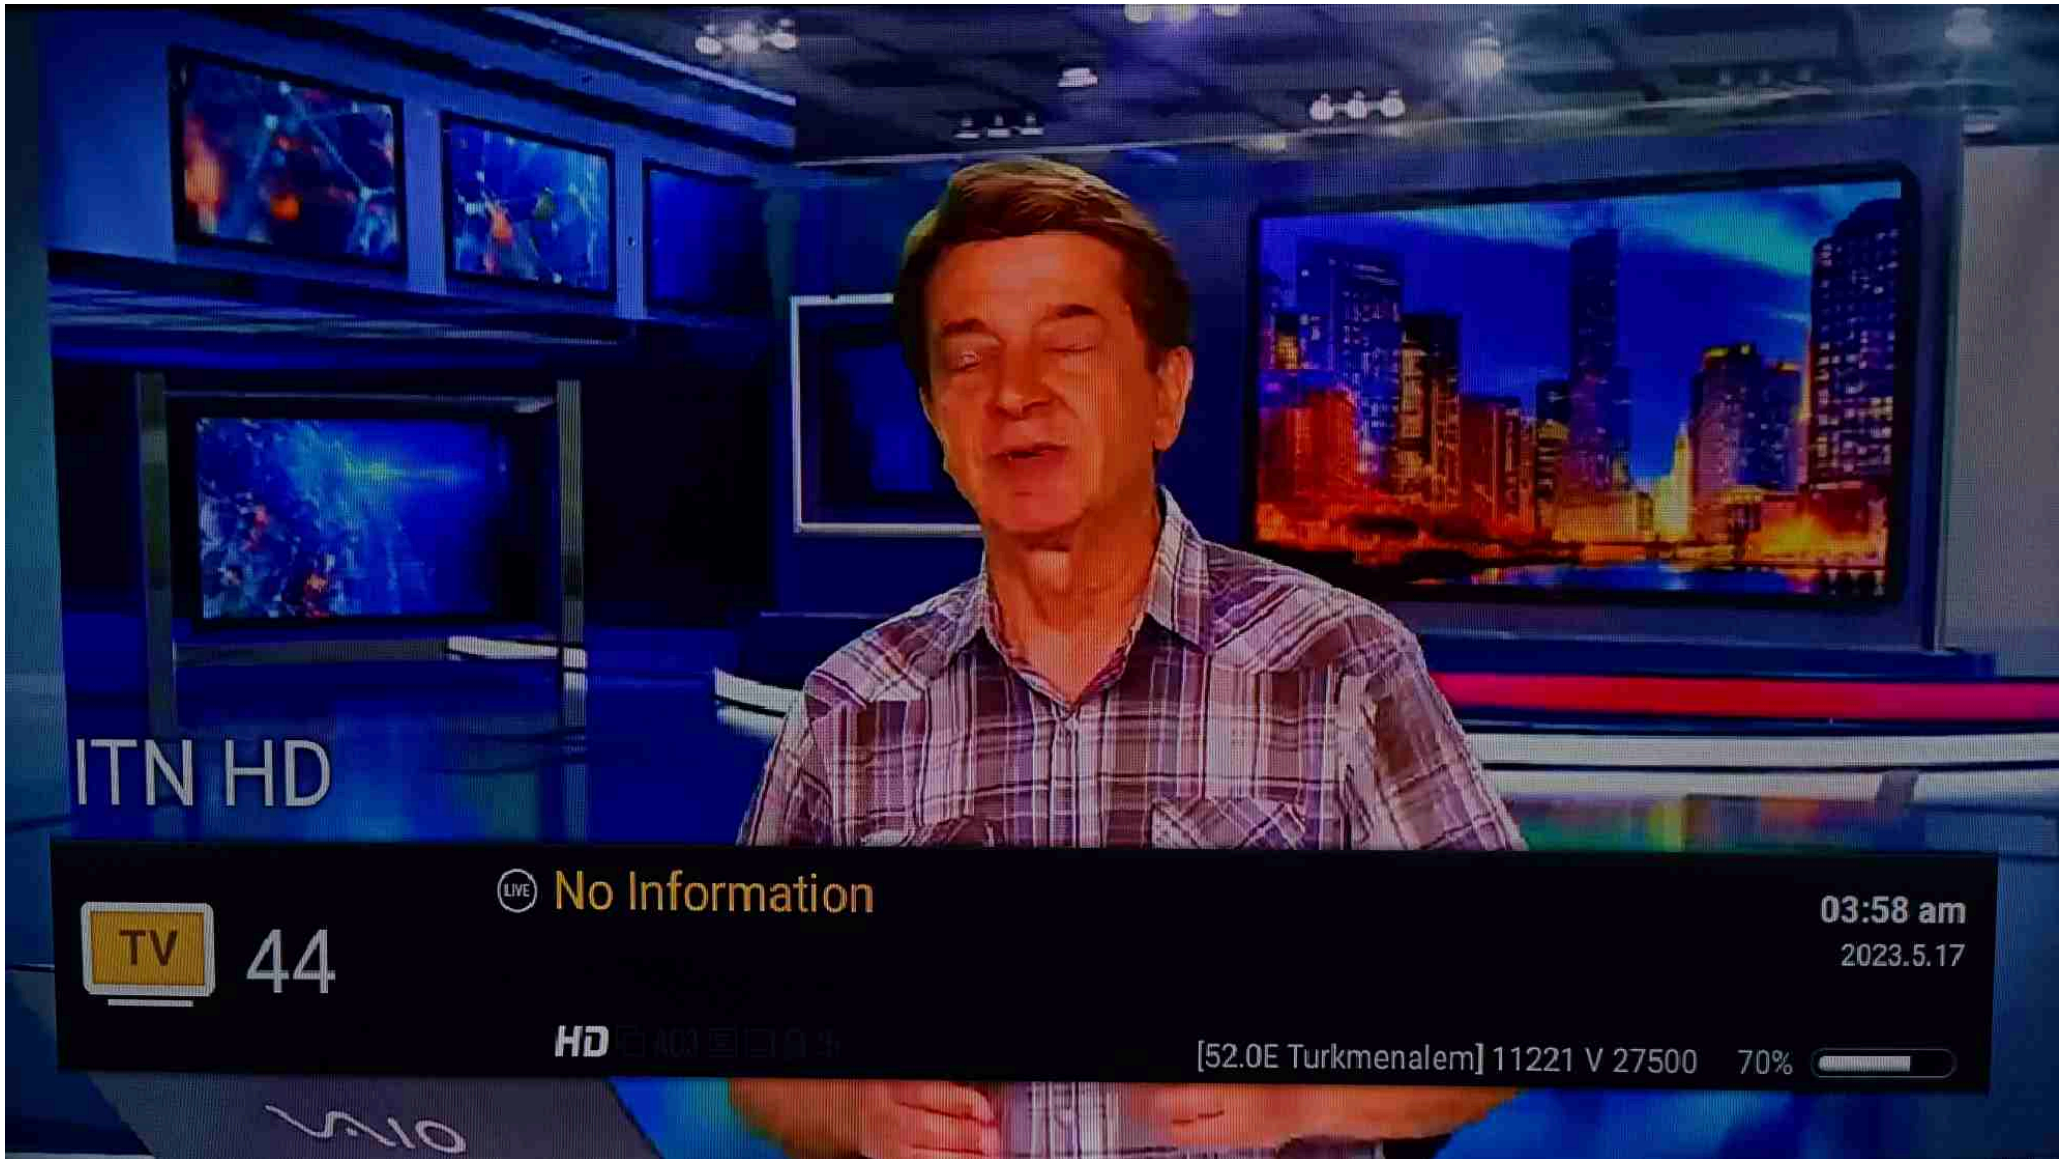 ITN HD
TV
44
LIVE No Information
03:58 am
2023.5.17
HD
[52.0E Turkmenalem] 11221 V 27500 70%
VAIO